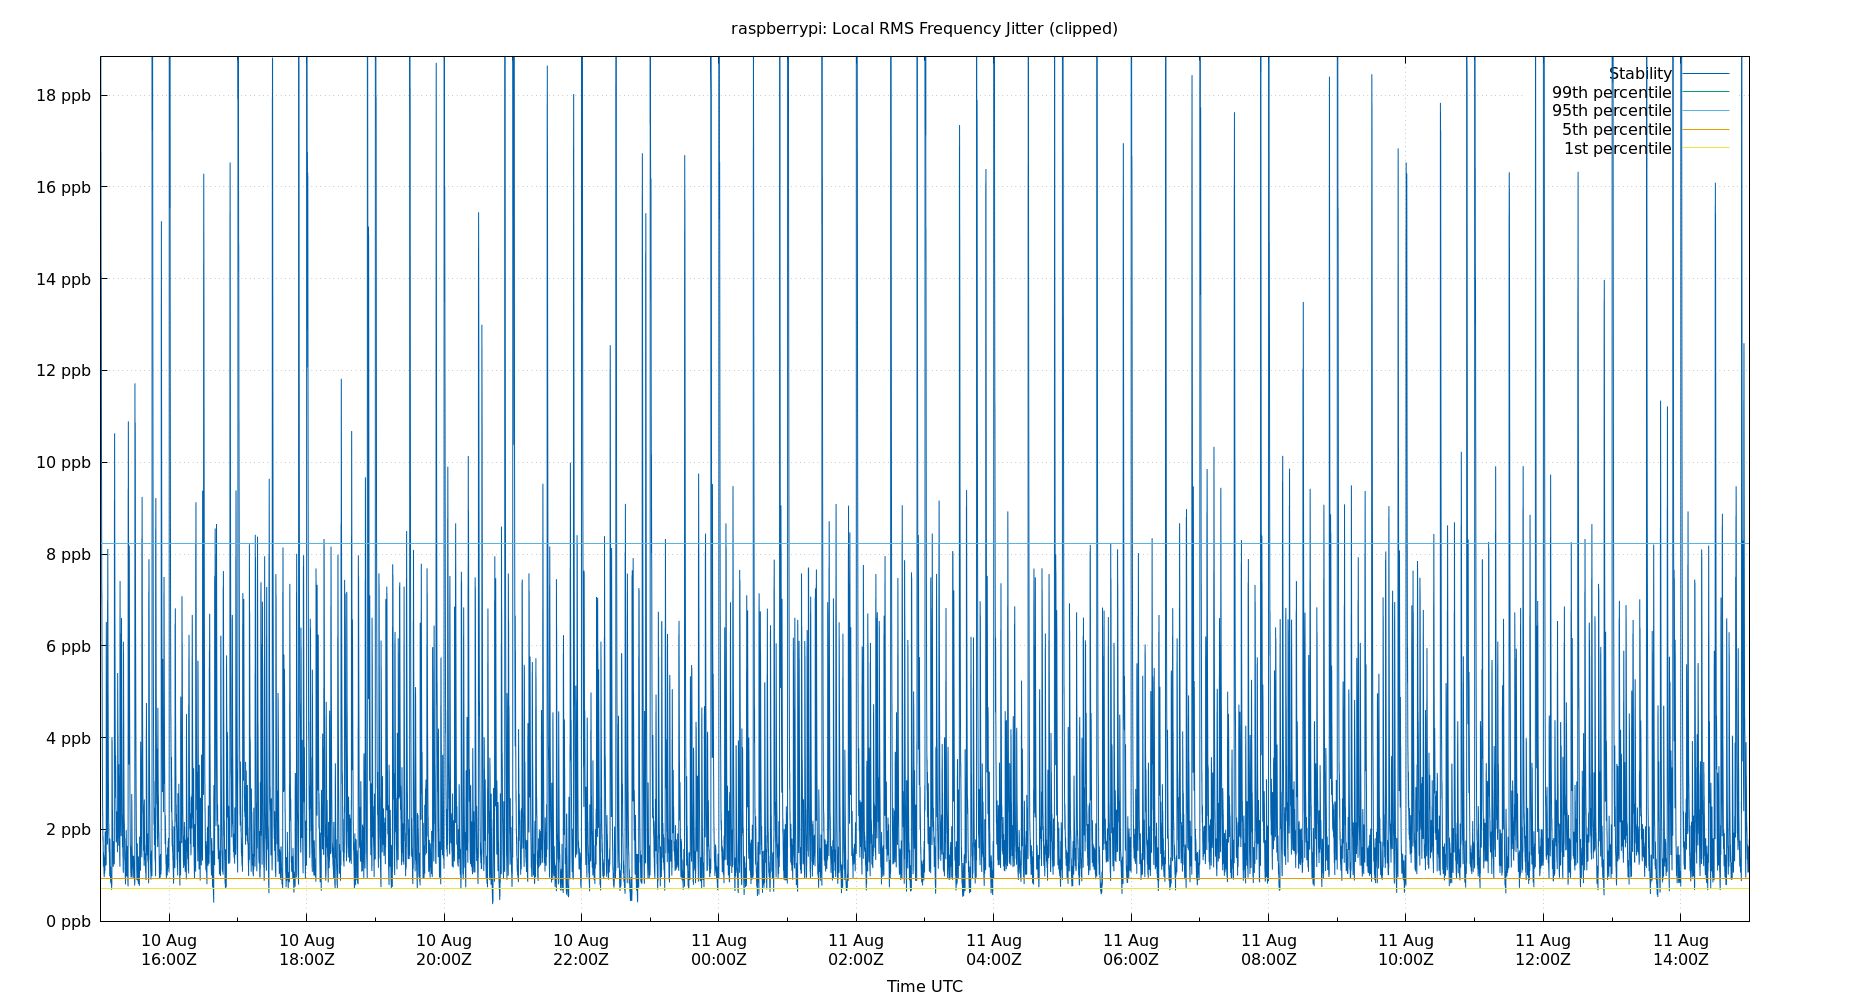 raspberrypi: Local RMS Frequency Jitter (clipped)
Stability
99th percentile
95th percentile
5th percentile
1st percentile
18 ppb
16 ppb
14 ppb
12 ppb
10 ppb
8 ppb
6 ppb
4 ppb
2 ppb
0 ppb
10 Aug 10 Aug 10 Aug 10 Aug 11 Aug 11 Aug 11 Aug 11 Aug 11 Aug 11 Aug 11 Aug 11 Aug
16:00Z 18:00Z 20:00Z 22:00Z 00:00Z 02:00Z 04:00Z 06:00Z 08:00Z 10:00Z 12:00Z 14:00Z
Time UTC